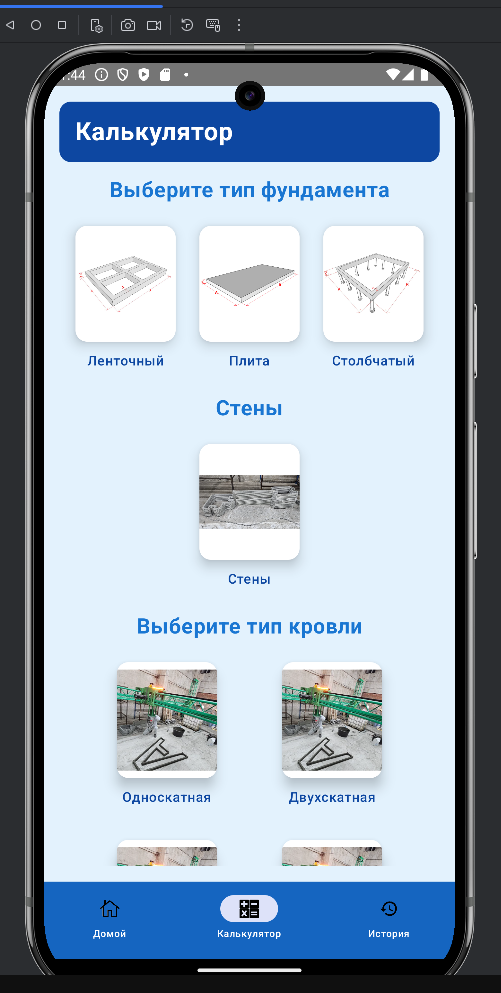 :44
Калькулятор
Выберите тип фундамента
Ленточный Плита Столбчатый
Стены
Стены
Выберите тип кровли
Односкатная Двухскатная
Домой Калькулятор История